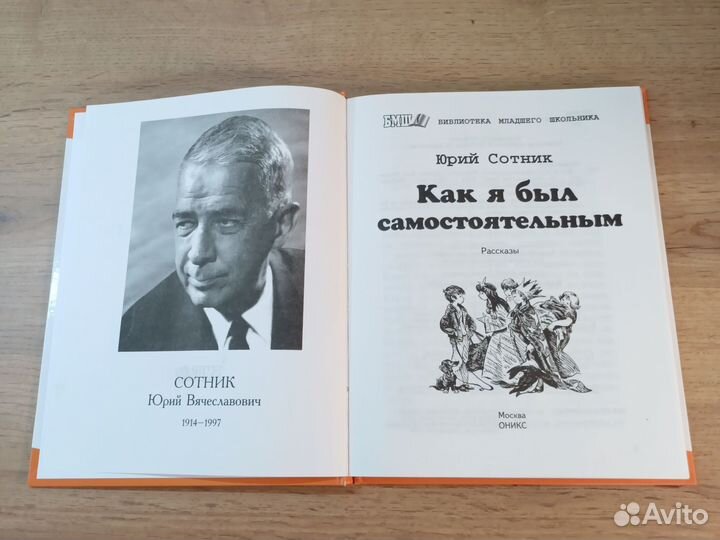 СОТНИК
Юрий Вячеславович
1914—1997
БМШ БИБЛИОТЕКА МЛАДШЕГО ШКОЛЬНИКА
Юрий Сотник
Как я был
самостоятельным
Рассказы
Москва
ОНИКС
Avito